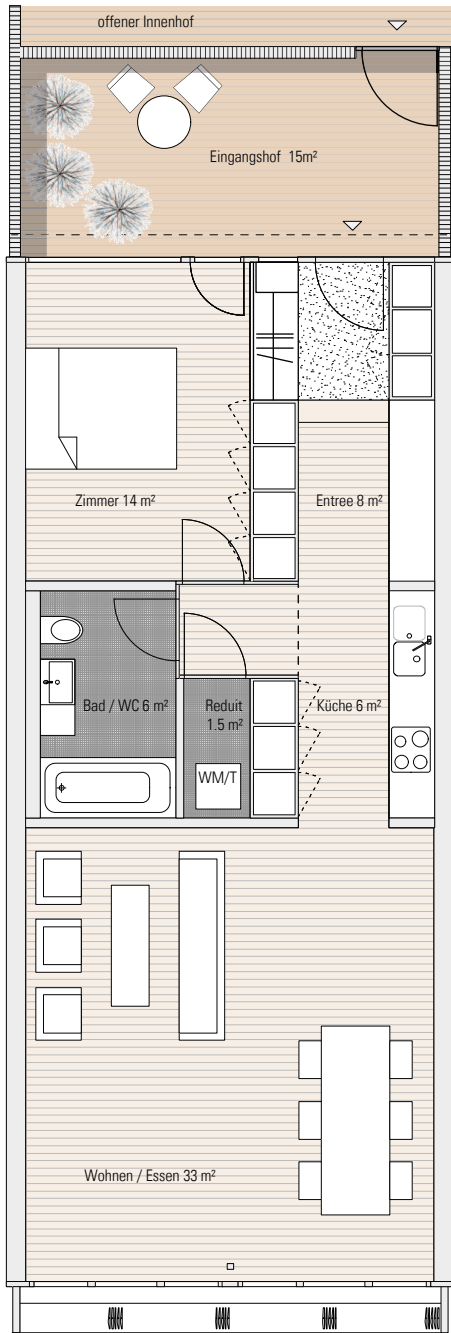 offener Innenhof
Eingangshof 15m²
Zimmer 14 m²
Entree 8 m²
Bad / WC 6 m²
Reduit
1.5 m²
Küche 6 m²
WM/T
Wohnen / Essen 33 m²